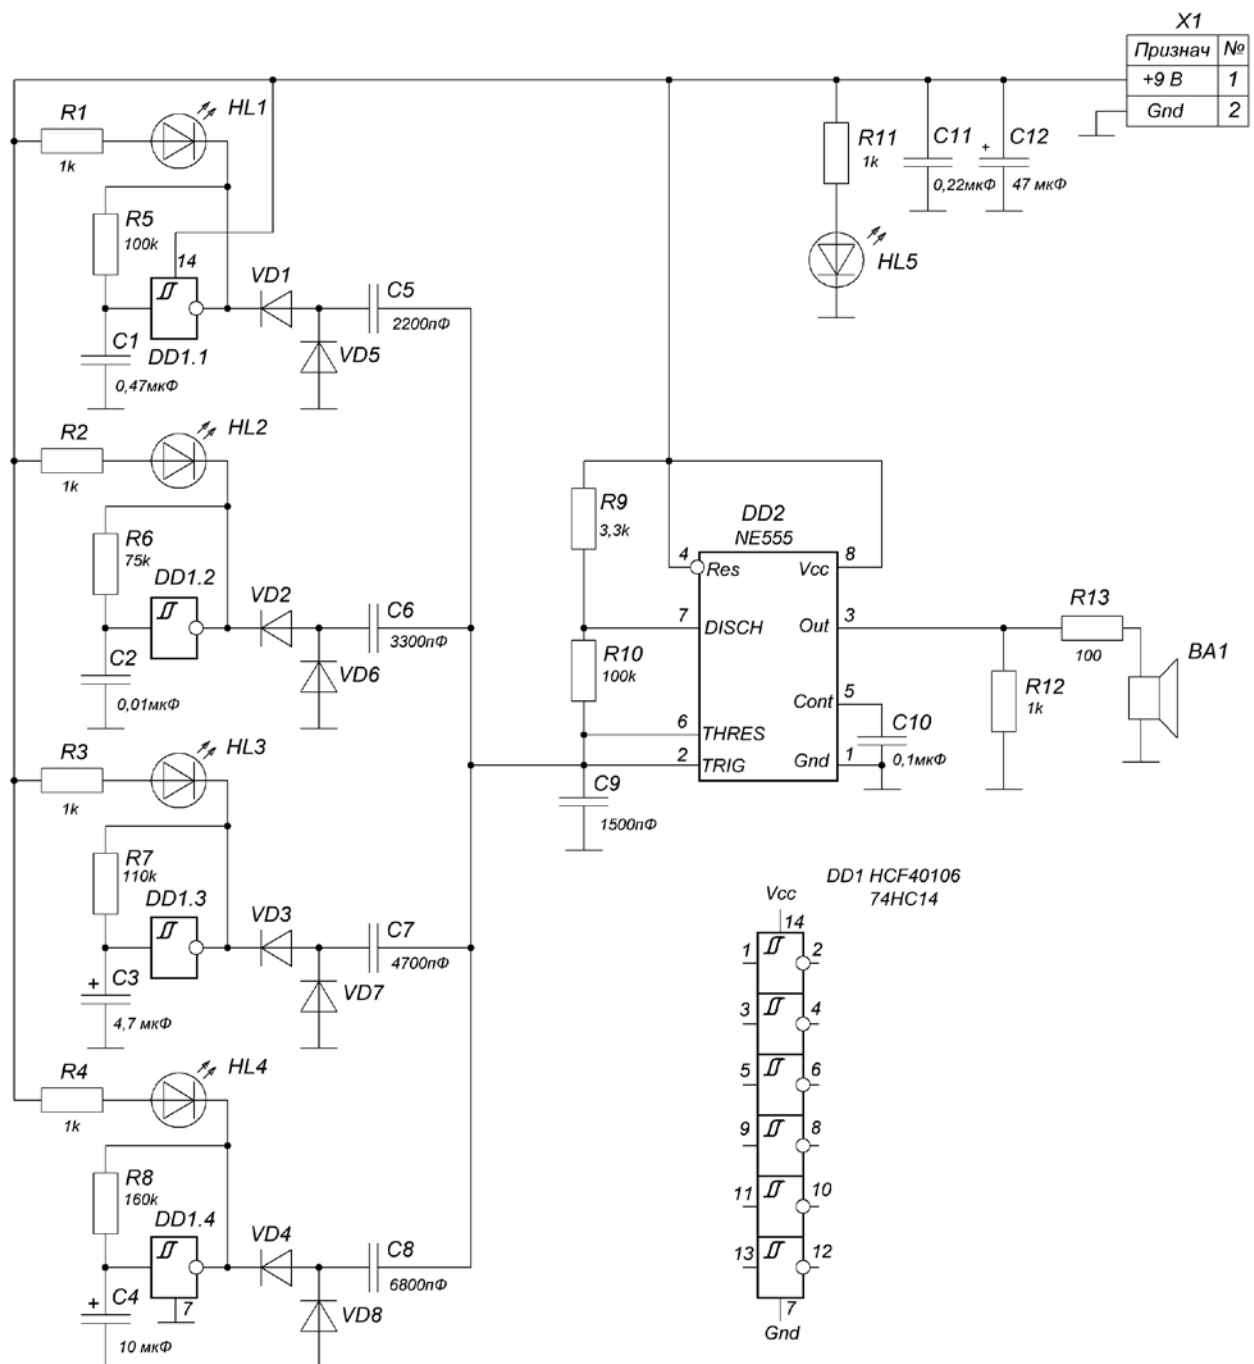 X1
Признач №
+9 В 1
Gnd 2
R1
1k
HL1
R5
100k
14
VD1
C5
2200пФ
C1
0,47мкФ
DD1.1
VD5
R11
1k
C11
0,22мкФ
+
C12
47 мкФ
HL5
R2
1k
HL2
R6
75k
DD1.2
VD2
C6
3300пФ
C2
0,01мкФ
VD6
R9
3,3k
DD2
NE555
4
Res
Vcc
8
7
DISCH
Out
3
R10
100k
Cont
5
6
THRES
2
TRIG
Gnd
1
C10
0,1мкФ
C9
1500пФ
R13
100
R12
1k
BA1
R3
1k
HL3
R7
110k
DD1.3
VD3
C7
4700пФ
+
C3
4,7 мкФ
VD7
R4
1k
HL4
R8
160k
DD1.4
VD4
C8
6800пФ
+
C4
10 мкФ
7
VD8
DD1 HCF40106
74HC14
Vcc
14
1 2
3 4
5 6
9 8
11 10
13 12
7
Gnd